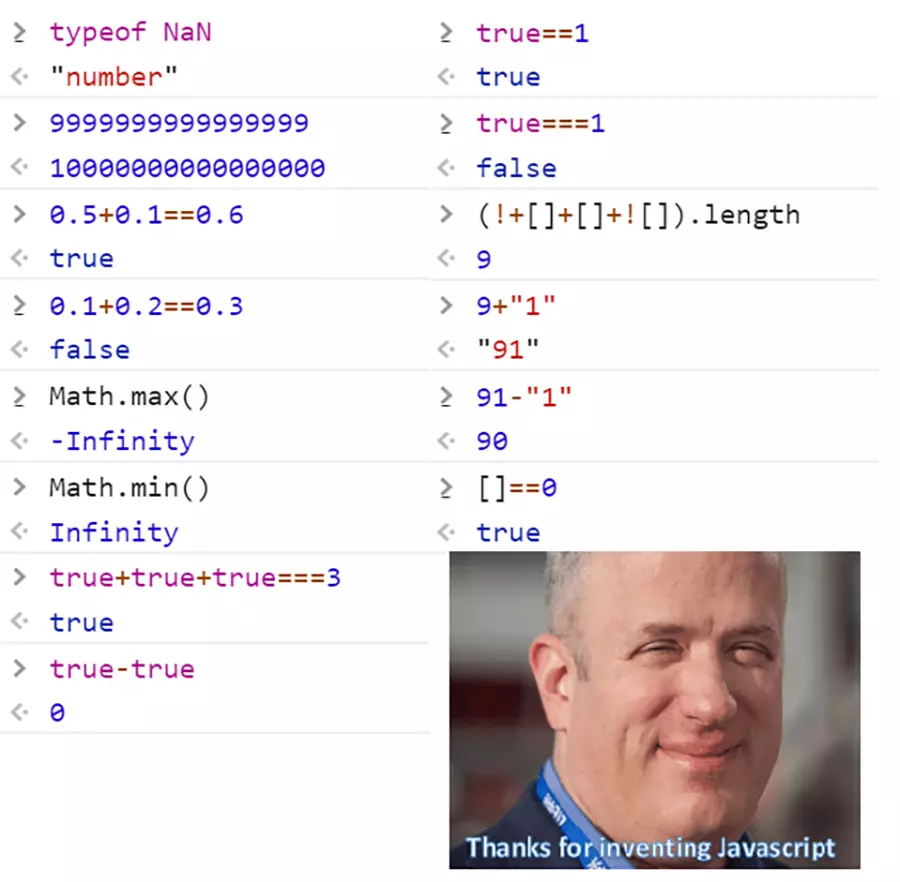 > typeof NaN
<· "number"
> 9999999999999999
<· 10000000000000000
> 0.5+0.1==0.6
<· true
> 0.1+0.2==0.3
<· false
> Math.max()
<· -Infinity
> Math.min()
<· Infinity
> true+true+true===3
<· true
> true-true
<· 0
> true==1
<· true
> true===1
<· false
> (!+[]+[]+![]).length
<· 9
> 9+"1"
<· "91"
> 91-"1"
<· 90
> []==0
<· true
Thanks for inventing Javascript